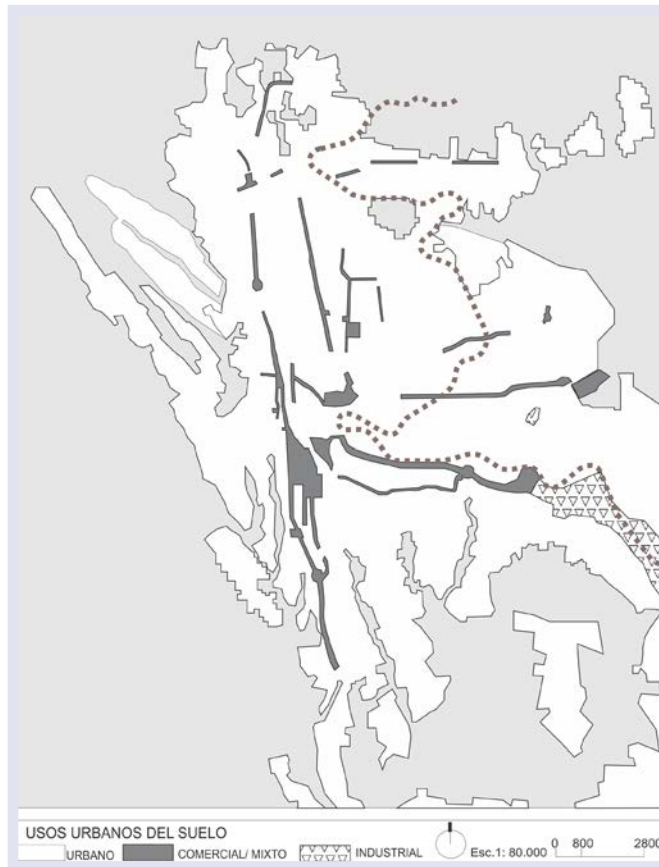 USOS URBANOS DEL SUELO
URBANO COMERCIAL/ MIXTO INDUSTRIAL Esc.1: 80.000 0 800 2800